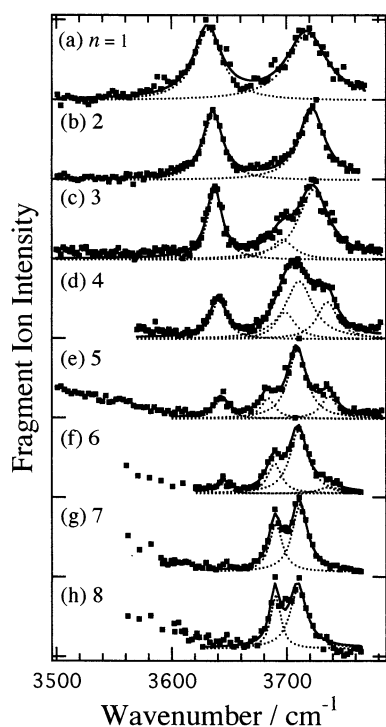 (a) n = 1
(b) 2
(c) 3
(d) 4
(e) 5
(f) 6
(g) 7
(h) 8
Fragment Ion Intensity
3500 3600 3700
Wavenumber / cm⁻¹